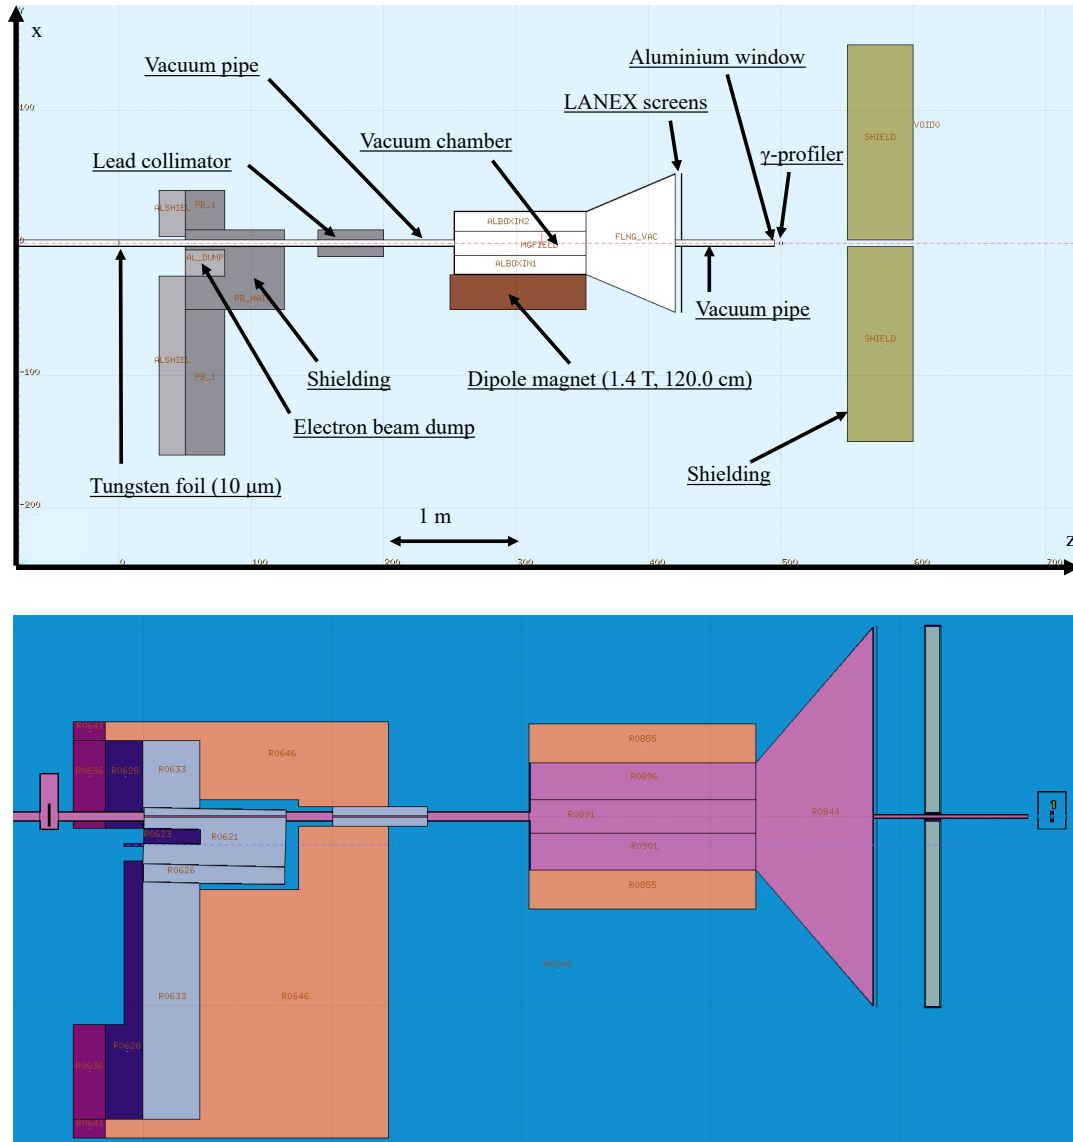 Y
x
Aluminium window
Vacuum pipe
LANEX screens
100
Vacuum chamber
VOID0
SHIELD
γ-profiler
Lead collimator
PB_1
ALSHIEL
ALBOXIN2
0
MGFIELD
FLNG_VAC
AL_DUMP
ALBOXIN1
PB_MAIN
Vacuum pipe
SHIELD
ALSHIEL
-100
PB_1
Shielding
Dipole magnet (1.4 T, 120.0 cm)
Electron beam dump
Shielding
Tungsten foil (10 μm)
-200
1 m
z
0
100
200
300
400
500
600
700
R0641
R0855
R0646
R0636
R0628
R0633
R0896
R0891
R0844
R0623
R0621
R0901
R0626
R0855
R0633
R0646
R0628
R0636
R0641
1